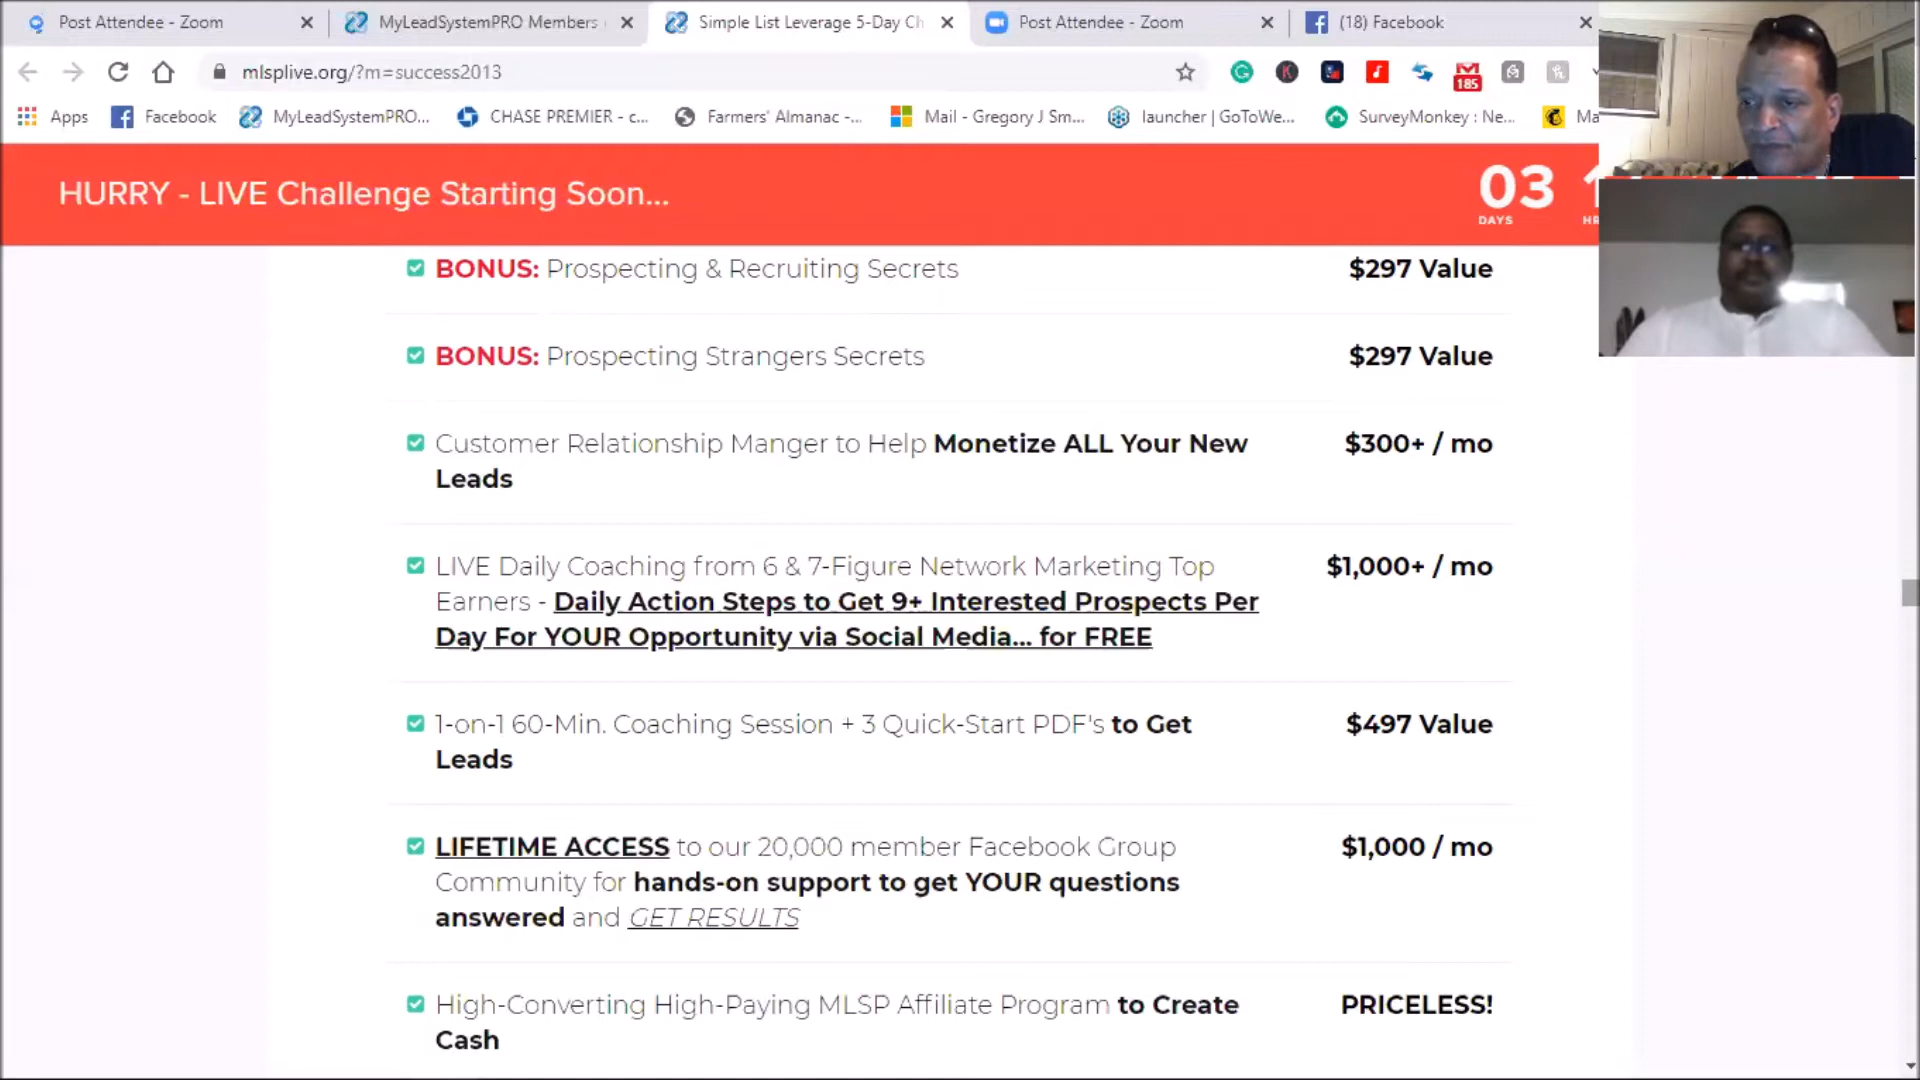 Post Attendee - Zoom
MyLeadSystemPRO Members
Simple List Leverage 5-Day Ch
Post Attendee - Zoom
(18) Facebook
mlsplive.org/?m=success2013
185
Apps
Facebook
MyLeadSystemPRO...
CHASE PREMIER - c...
Farmers' Almanac -...
Mail - Gregory J Sm...
launcher | GoToWe...
SurveyMonkey : Ne...
Ma
HURRY - LIVE Challenge Starting Soon...
03
DAYS
BONUS: Prospecting & Recruiting Secrets
$297 Value
BONUS: Prospecting Strangers Secrets
$297 Value
Customer Relationship Manger to Help Monetize ALL Your New
Leads
$300+ / mo
LIVE Daily Coaching from 6 & 7-Figure Network Marketing Top
Earners - Daily Action Steps to Get 9+ Interested Prospects Per
Day For YOUR Opportunity via Social Media... for FREE
$1,000+ / mo
1-on-1 60-Min. Coaching Session + 3 Quick-Start PDF's to Get
Leads
$497 Value
LIFETIME ACCESS to our 20,000 member Facebook Group
Community for hands-on support to get YOUR questions
answered and GET RESULTS
$1,000 / mo
High-Converting High-Paying MLSP Affiliate Program to Create
Cash
PRICELESS!